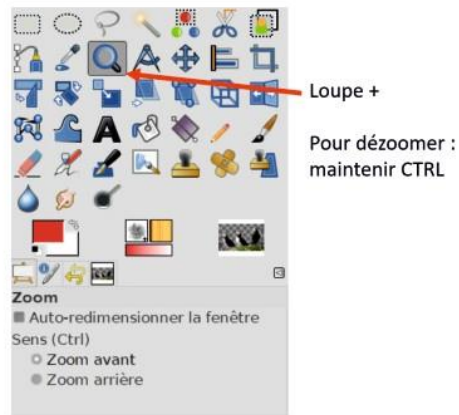 Loupe +
Pour dézoomer :
maintenir CTRL
Zoom
Auto-redimensionner la fenêtre
Sens (Ctrl)
Zoom avant
Zoom arrière